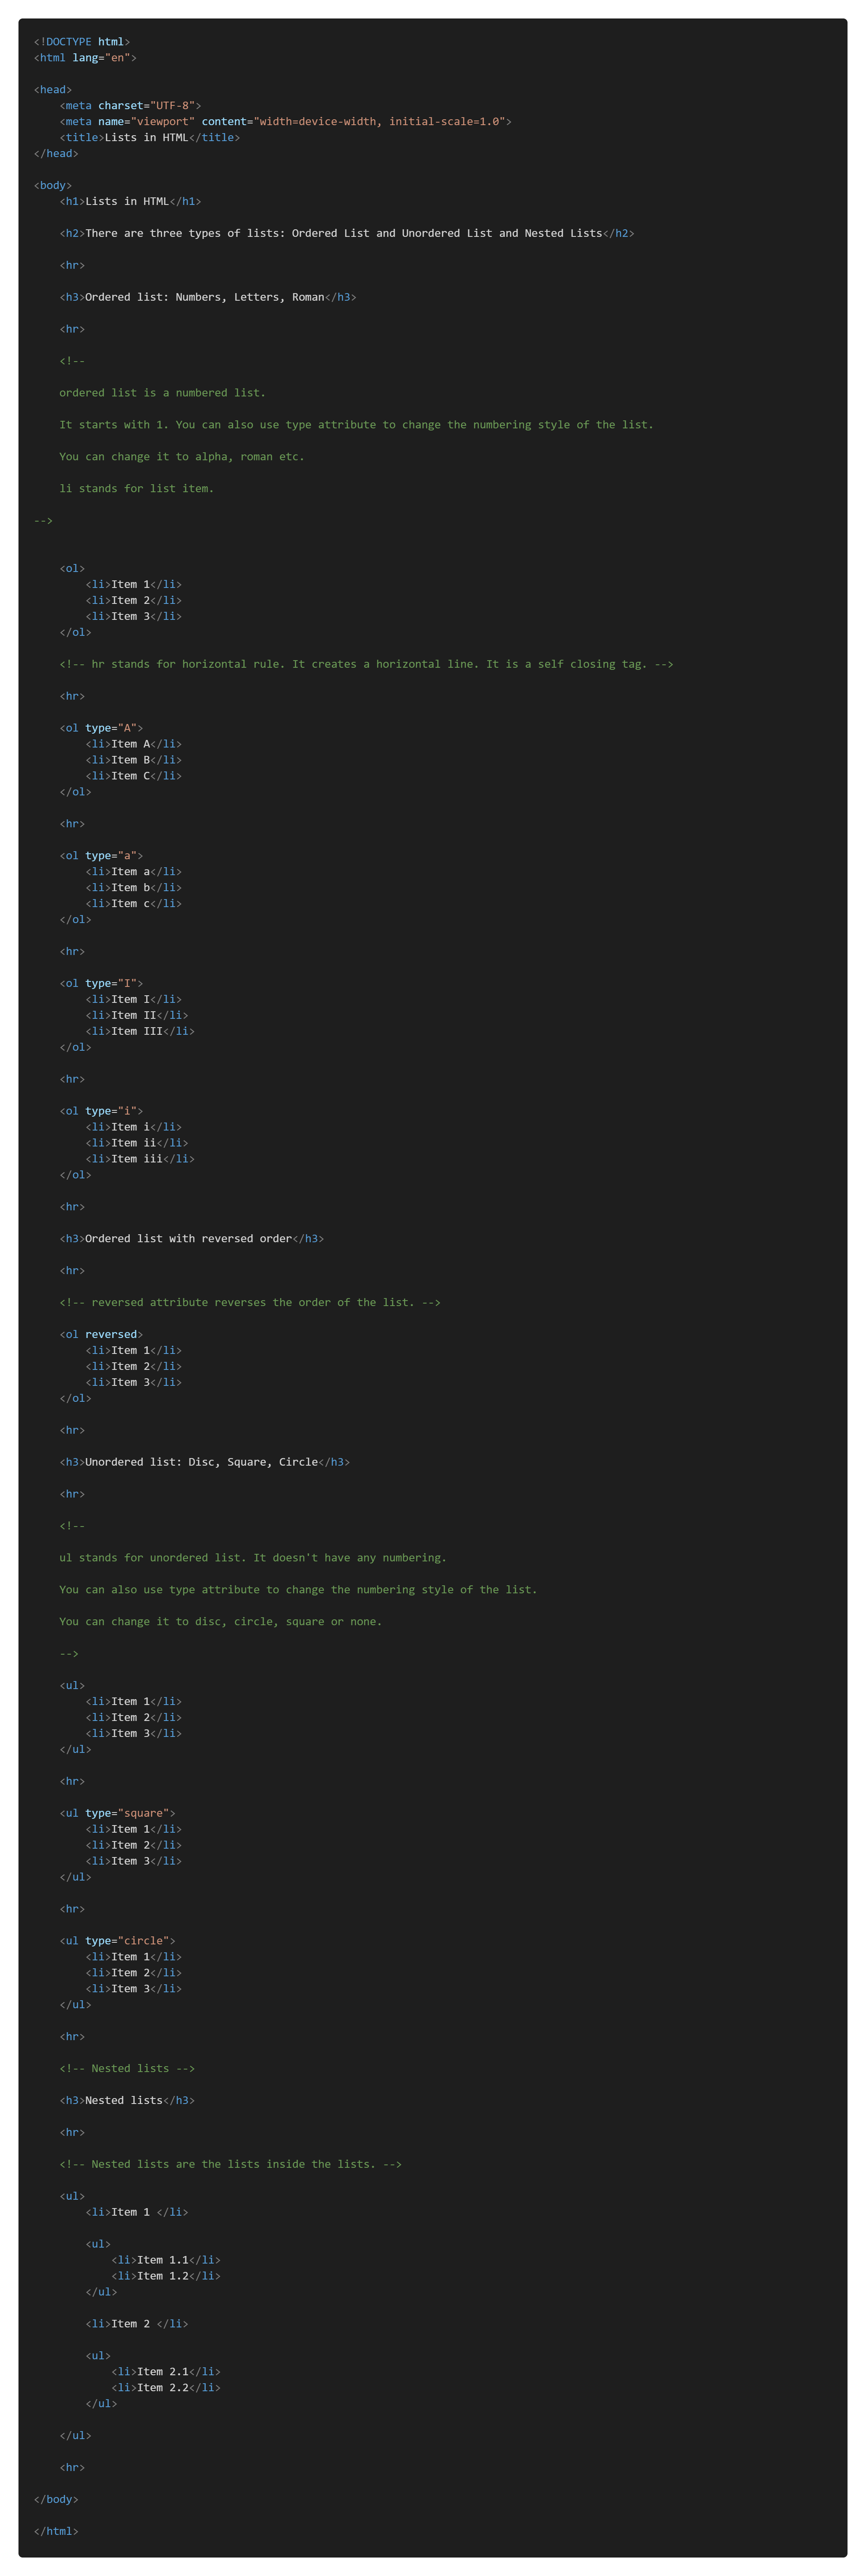 <!DOCTYPE html>
<html lang="en">
<head>
<meta charset="UTF-8">
<meta name="viewport" content="width=device-width, initial-scale=1.0">
<title>Lists in HTML</title>
</head>
<body>
<h1>Lists in HTML</h1>
<h2>There are three types of lists: Ordered List and Unordered List and Nested Lists</h2>
<hr>
<h3>Ordered list: Numbers, Letters, Roman</h3>
<hr>
<!--
ordered list is a numbered list.
It starts with 1. You can also use type attribute to change the numbering style of the list.
You can change it to alpha, roman etc.
li stands for list item.
-->
<ol>
<li>Item 1</li>
<li>Item 2</li>
<li>Item 3</li>
</ol>
<!-- hr stands for horizontal rule. It creates a horizontal line. It is a self closing tag. -->
<hr>
<ol type="A">
<li>Item A</li>
<li>Item B</li>
<li>Item C</li>
</ol>
<hr>
<ol type="a">
<li>Item a</li>
<li>Item b</li>
<li>Item c</li>
</ol>
<hr>
<ol type="I">
<li>Item I</li>
<li>Item II</li>
<li>Item III</li>
</ol>
<hr>
<ol type="i">
<li>Item i</li>
<li>Item ii</li>
<li>Item iii</li>
</ol>
<hr>
<h3>Ordered list with reversed order</h3>
<hr>
<!-- reversed attribute reverses the order of the list. -->
<ol reversed>
<li>Item 1</li>
<li>Item 2</li>
<li>Item 3</li>
</ol>
<hr>
<h3>Unordered list: Disc, Square, Circle</h3>
<hr>
<!--
ul stands for unordered list. It doesn't have any numbering.
You can also use type attribute to change the numbering style of the list.
You can change it to disc, circle, square or none.
-->
<ul>
<li>Item 1</li>
<li>Item 2</li>
<li>Item 3</li>
</ul>
<hr>
<ul type="square">
<li>Item 1</li>
<li>Item 2</li>
<li>Item 3</li>
</ul>
<hr>
<ul type="circle">
<li>Item 1</li>
<li>Item 2</li>
<li>Item 3</li>
</ul>
<hr>
<!-- Nested lists -->
<h3>Nested lists</h3>
<hr>
<!-- Nested lists are the lists inside the lists. -->
<ul>
<li>Item 1 </li>
<ul>
<li>Item 1.1</li>
<li>Item 1.2</li>
</ul>
<li>Item 2 </li>
<ul>
<li>Item 2.1</li>
<li>Item 2.2</li>
</ul>
</ul>
<hr>
</body>
</html>